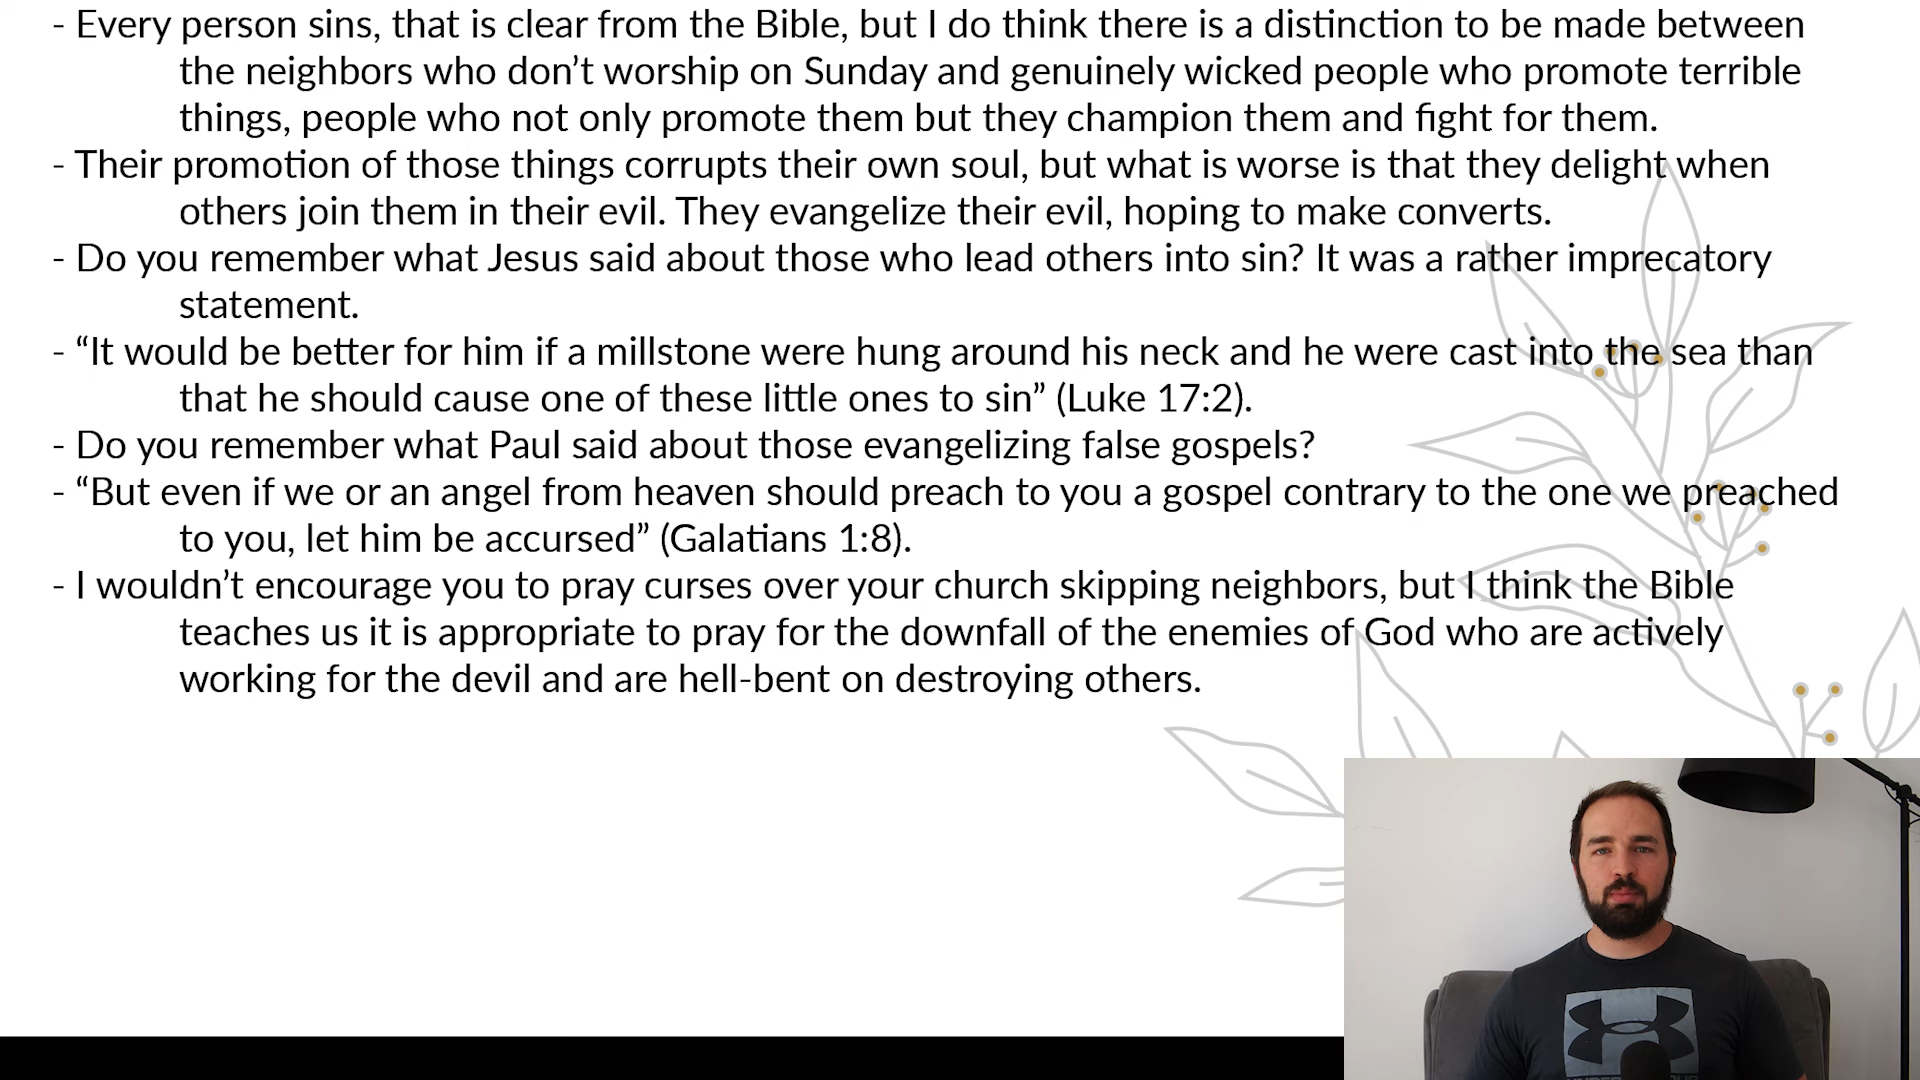 - Every person sins, that is clear from the Bible, but I do think there is a distinction to be made between
the neighbors who don’t worship on Sunday and genuinely wicked people who promote terrible
things, people who not only promote them but they champion them and fight for them.
- Their promotion of those things corrupts their own soul, but what is worse is that they delight when
others join them in their evil. They evangelize their evil, hoping to make converts.
- Do you remember what Jesus said about those who lead others into sin? It was a rather imprecatory
statement.
- “It would be better for him if a millstone were hung around his neck and he were cast into the sea than
that he should cause one of these little ones to sin” (Luke 17:2).
- Do you remember what Paul said about those evangelizing false gospels?
- “But even if we or an angel from heaven should preach to you a gospel contrary to the one we preached
to you, let him be accursed” (Galatians 1:8).
- I wouldn’t encourage you to pray curses over your church skipping neighbors, but I think the Bible
teaches us it is appropriate to pray for the downfall of the enemies of God who are actively
working for the devil and are hell-bent on destroying others.